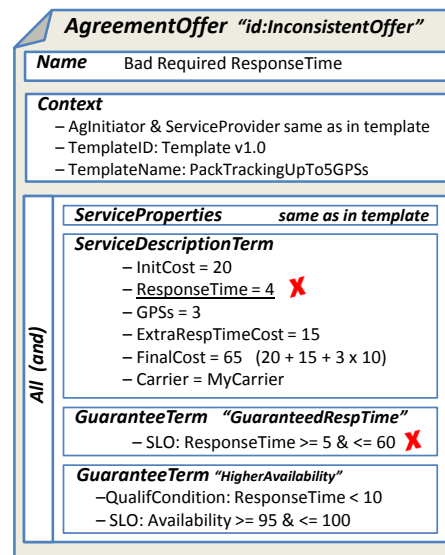 AgreementOffer "id:InconsistentOffer"
Name Bad Required ResponseTime
Context
– AgInitiator & ServiceProvider same as in template
– TemplateID: Template v1.0
– TemplateName: PackTrackingUpTo5GPSs
All (and)
ServiceProperties same as in template
ServiceDescriptionTerm
– InitCost = 20
– ResponseTime = 4 X
– GPSs = 3
– ExtraRespTimeCost = 15
– FinalCost = 65 (20 + 15 + 3 x 10)
– Carrier = MyCarrier
GuaranteeTerm "GuaranteedRespTime"
– SLO: ResponseTime >= 5 & <= 60 X
GuaranteeTerm "HigherAvailability"
–QualifCondition: ResponseTime < 10
– SLO: Availability >= 95 & <= 100